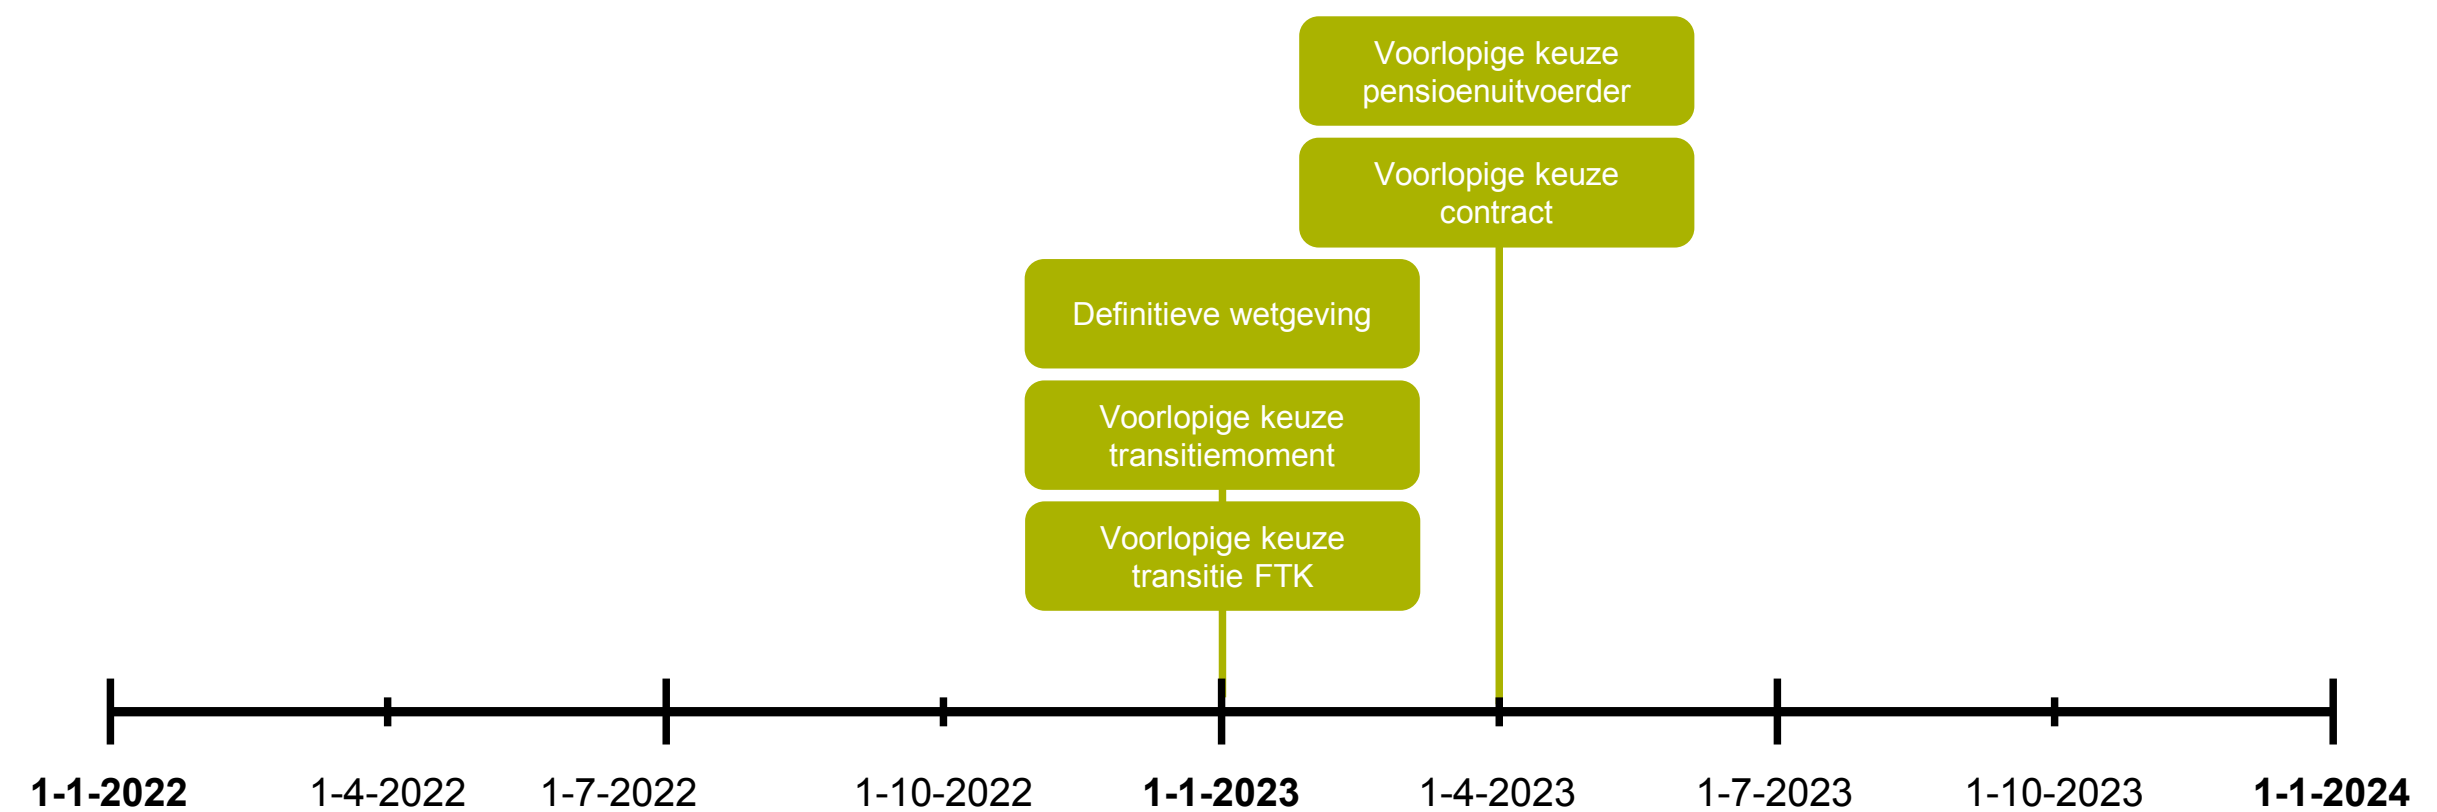 Voorlopige keuze
pensioenuitvoerder
Voorlopige keuze
contract
Definitieve wetgeving
Voorlopige keuze
transitiemoment
Voorlopige keuze
transitie FTK
1-1-2022 1-4-2022 1-7-2022 1-10-2022 1-1-2023 1-4-2023 1-7-2023 1-10-2023 1-1-2024